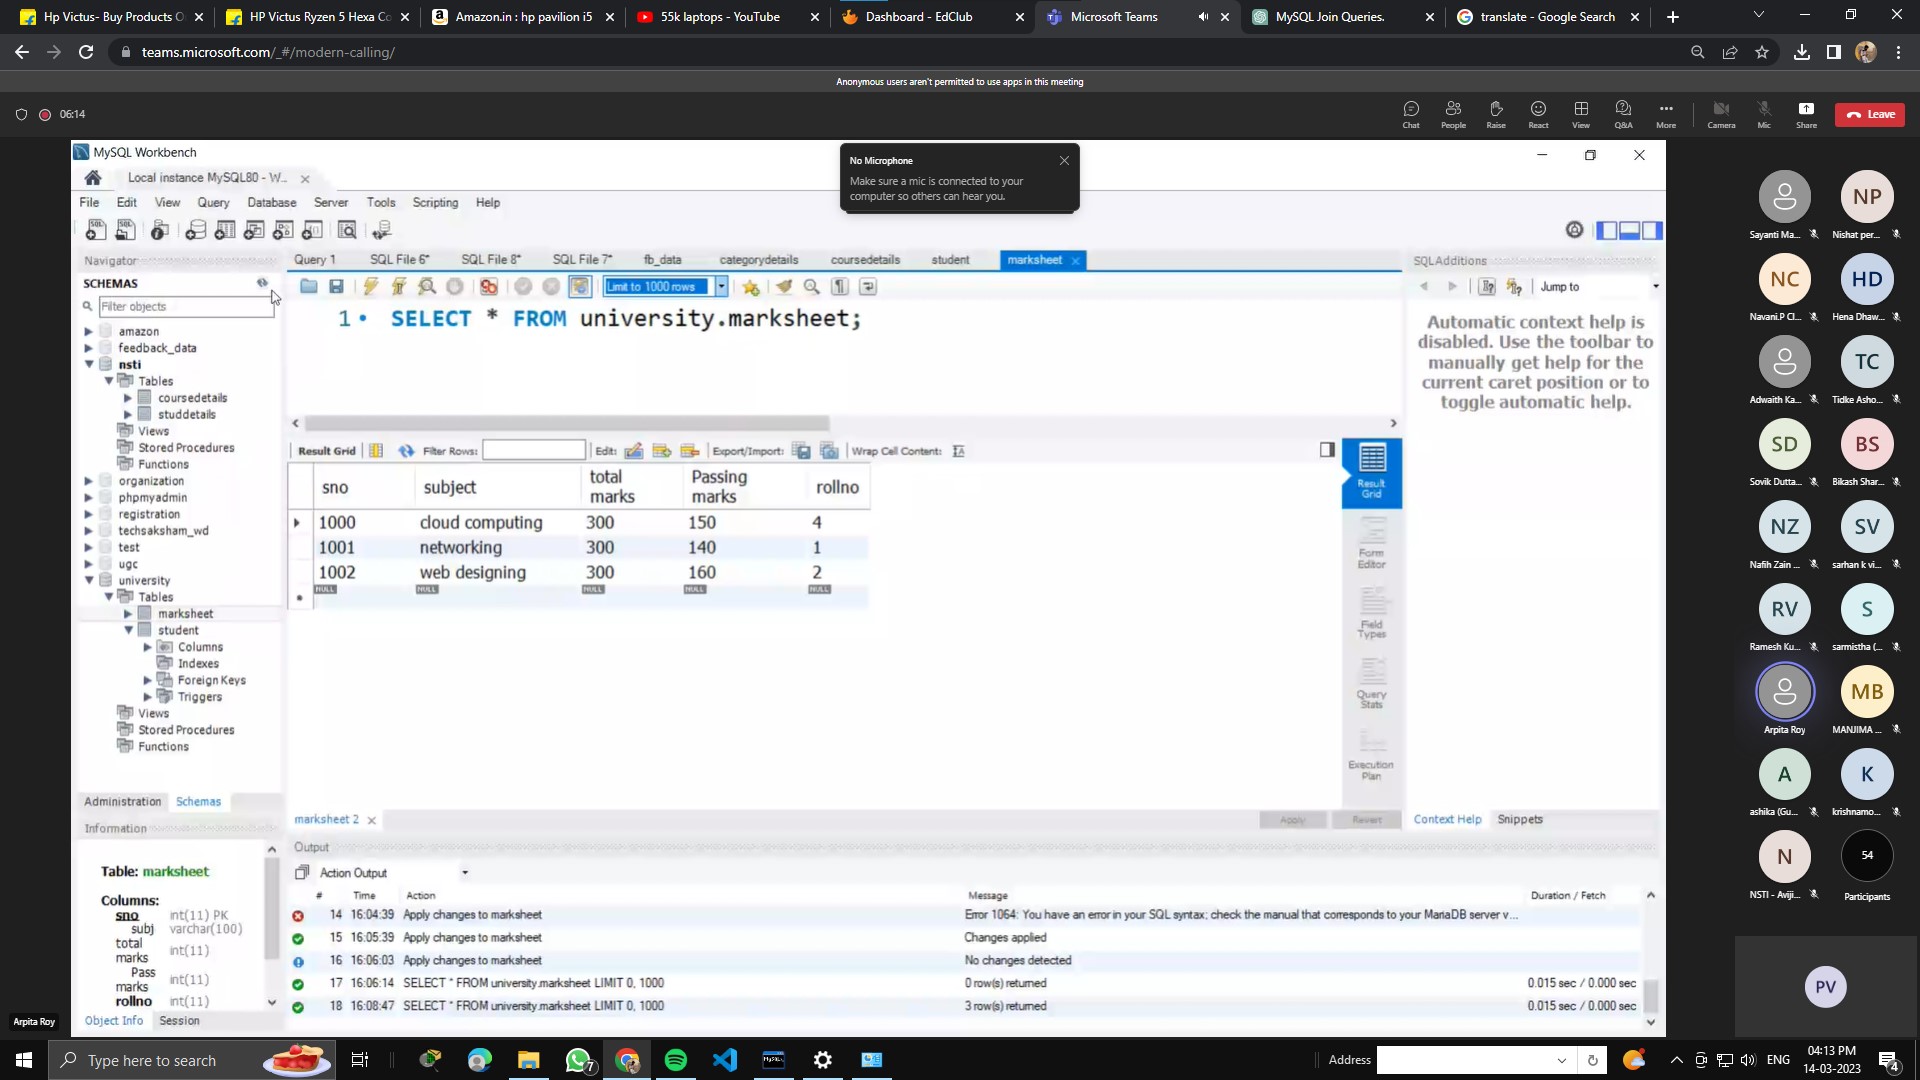 Hp Victus- Buy Products O
HP Victus Ryzen 5 Hexa Co
Amazon.in : hp pavilion i5
55k laptops - YouTube
Dashboard - EdClub
Microsoft Teams
MySQL Join Queries.
translate - Google Search
teams.microsoft.com/_#/modern-calling/
Anonymous users aren't permitted to use apps in this meeting
06:14
Chat
People
Raise
React
View
Q&A
More
Camera
Mic
Share
Leave
MySQL Workbench
No Microphone
Make sure a mic is connected to your
computer so others can hear you.
Local instance MySQL80 - W...
File Edit View Query Database Server Tools Scripting Help
Navigator
SCHEMAS
Filter objects
amazon
feedback_data
nsti
Tables
coursedetails
studdetails
Views
Stored Procedures
Functions
organization
phpmyadmin
registration
techsaksham_wd
test
ugc
university
Tables
marksheet
student
Columns
Indexes
Foreign Keys
Triggers
Views
Stored Procedures
Functions
Administration Schemas
Information
Table: marksheet
Columns:
sno int(11) PK
subj varchar(100)
total
marks int(11)
Pass
marks int(11)
rollno int(11)
Object Info Session
Query 1
SQL File 6*
SQL File 8*
SQL File 7*
fb_data
categorydetails
coursedetails
student
marksheet
Limit to 1000 rows
1 SELECT * FROM university.marksheet;
Result Grid
Filter Rows:
Edit:
Export/Import:
Wrap Cell Content:
sno subject total marks Passing marks rollno
1000 cloud computing 300 150 4
1001 networking 300 140 1
1002 web designing 300 160 2
NULL NULL NULL NULL NULL
Result
Grid
Form
Editor
Field
Types
Query
Stats
Execution
Plan
marksheet 2
Apply
Revert
SQLAdditions
Jump to
Automatic context help is
disabled. Use the toolbar to
manually get help for the
current caret position or to
toggle automatic help.
Context Help Snippets
Output
Action Output
# Time Action Message Duration / Fetch
14 16:04:39 Apply changes to marksheet Error 1064: You have an error in your SQL syntax; check the manual that corresponds to your MariaDB server v...
15 16:05:39 Apply changes to marksheet Changes applied
16 16:06:03 Apply changes to marksheet No changes detected
17 16:06:14 SELECT * FROM university.marksheet LIMIT 0, 1000 0 row(s) returned 0.015 sec / 0.000 sec
18 16:08:47 SELECT * FROM university.marksheet LIMIT 0, 1000 3 row(s) returned 0.015 sec / 0.000 sec
Arpita Roy
NP
Sayanti Ma... Nishat per...
NC HD
Navani.P Cl... Hena Dhaw...
TC
Adwaith Ka... Tidke Asho...
SD BS
Sovik Dutta... Bikash Shar...
NZ SV
Nafih Zain ... sarhan k vi...
RV S
Ramesh Ku... sarmistha (...
MB
Arpita Roy MANJIMA ...
A K
ashika (Gu... krishnamo...
N 54
NSTI - Aviji... Participants
PV
Type here to search
7
Address
ENG
04:13 PM
14-03-2023
4